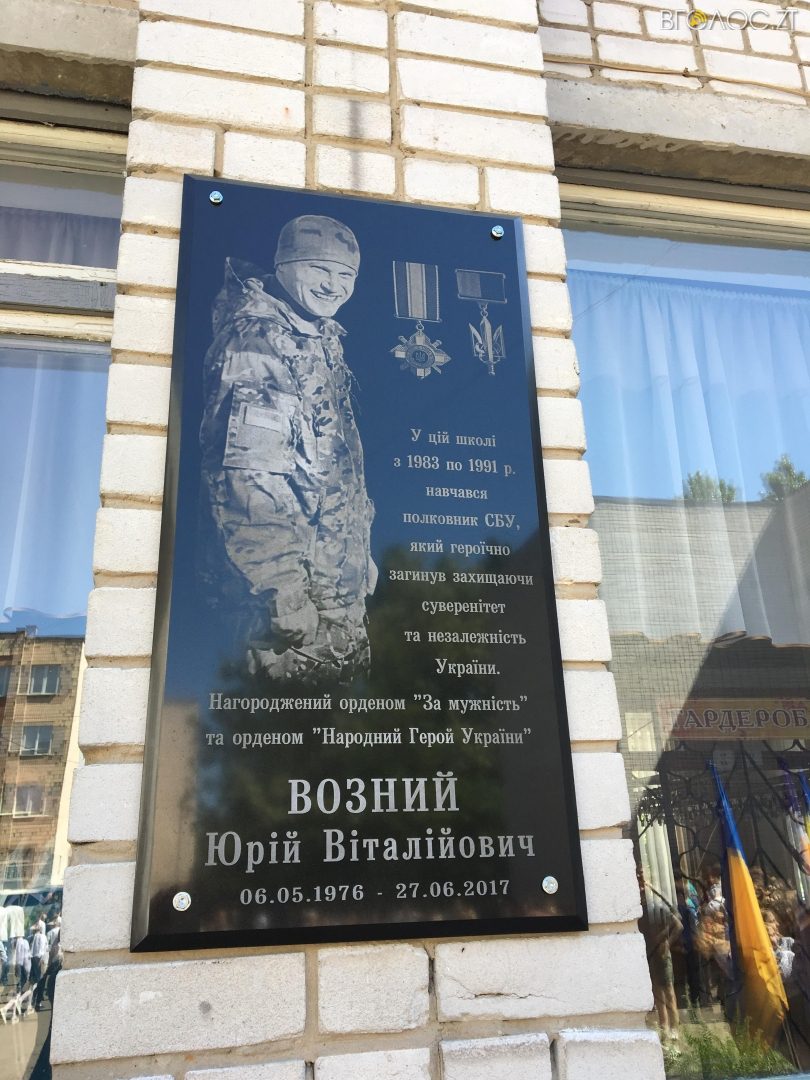 ВГОЛОС.ZT
У цій школі
з 1983 по 1991 р.
навчався
полковник СБУ,
який героїчно
загинув захищаючи
суверенітет
та незалежність
України.
Нагороджений орденом "За мужність"
та орденом "Народний Герой України"
ВОЗНИЙ
Юрій Віталійович
06.05.1976 - 27.06.2017
ГАРДЕРОБ